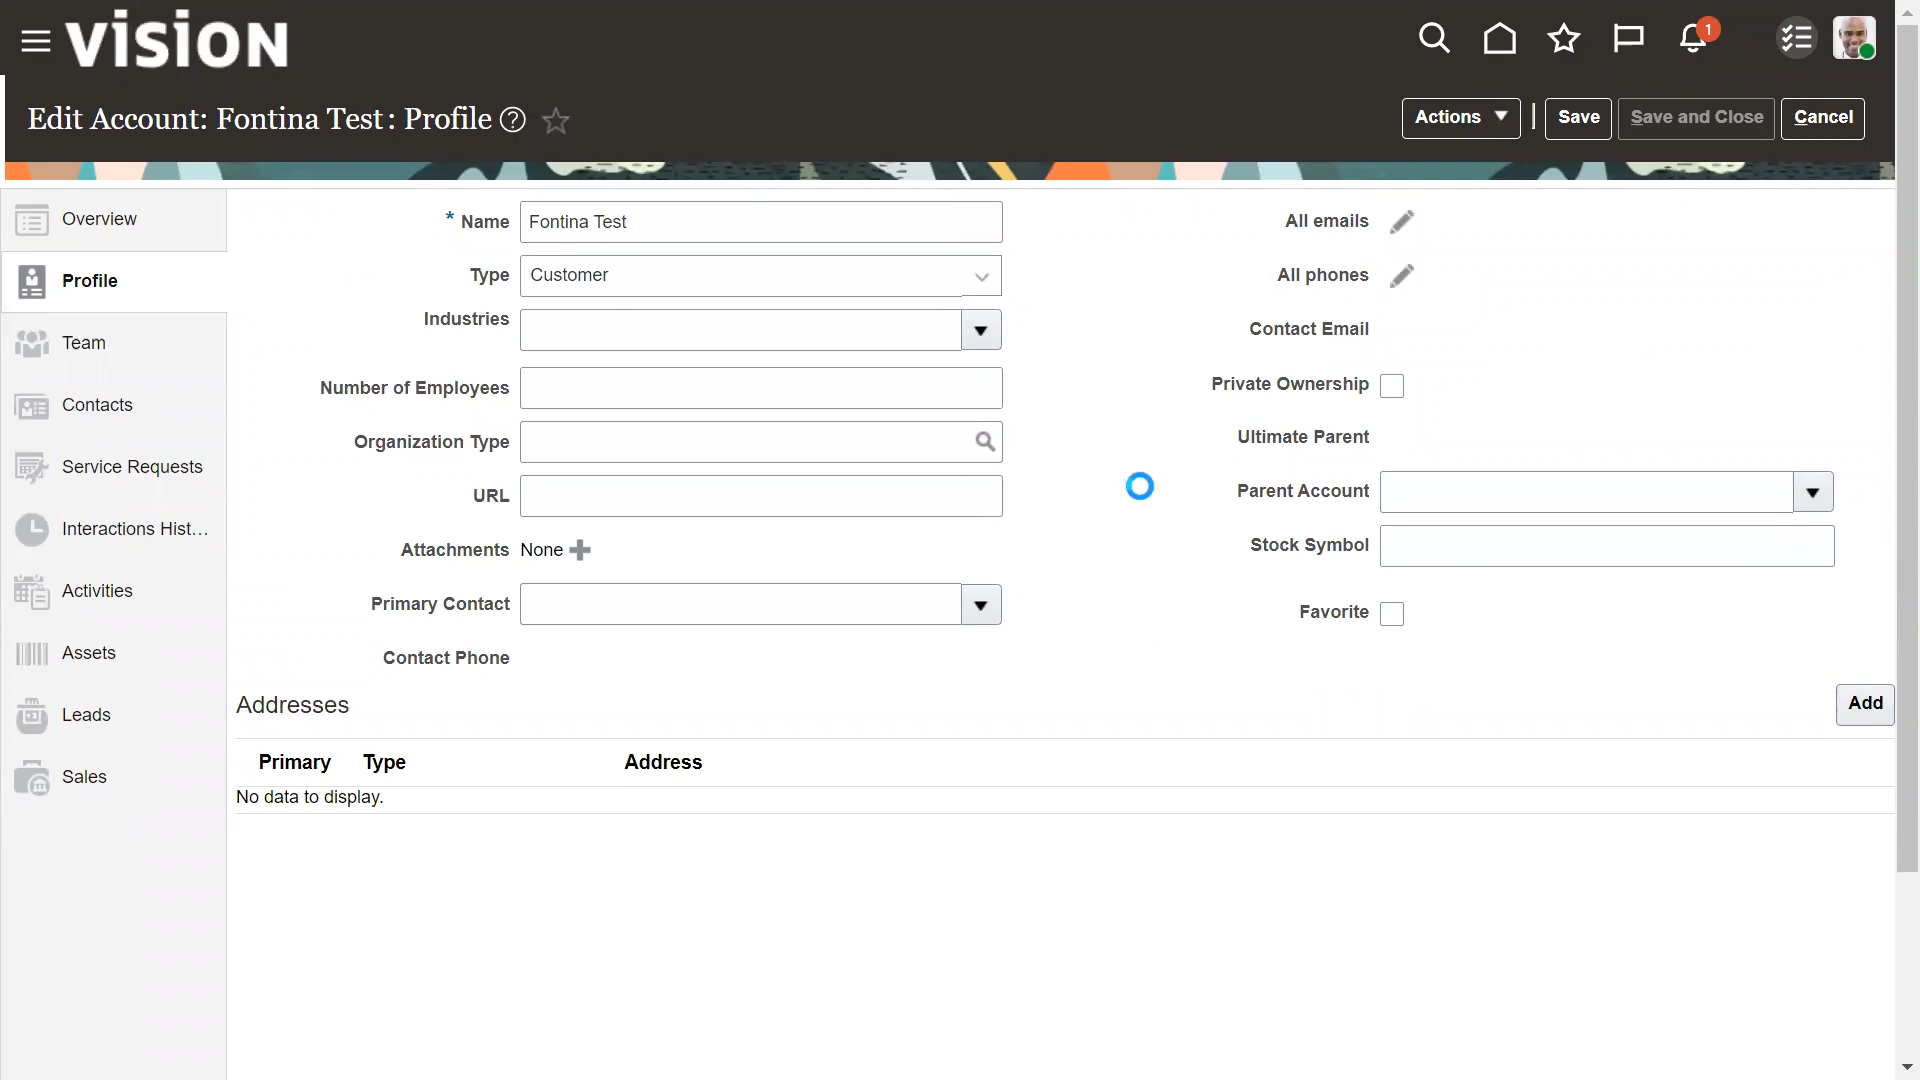 VISION
1
Edit Account: Fontina Test : Profile ?
Actions
Save
Save and Close
Cancel
Overview
Profile
Team
Contacts
Service Requests
Interactions Hist...
Activities
Assets
Leads
Sales
* Name Fontina Test
Type Customer
Industries
Number of Employees
Organization Type
URL
Attachments None
Primary Contact
Contact Phone
All emails
All phones
Contact Email
Private Ownership
Ultimate Parent
Parent Account
Stock Symbol
Favorite
Addresses
Add
Primary Type Address
No data to display.